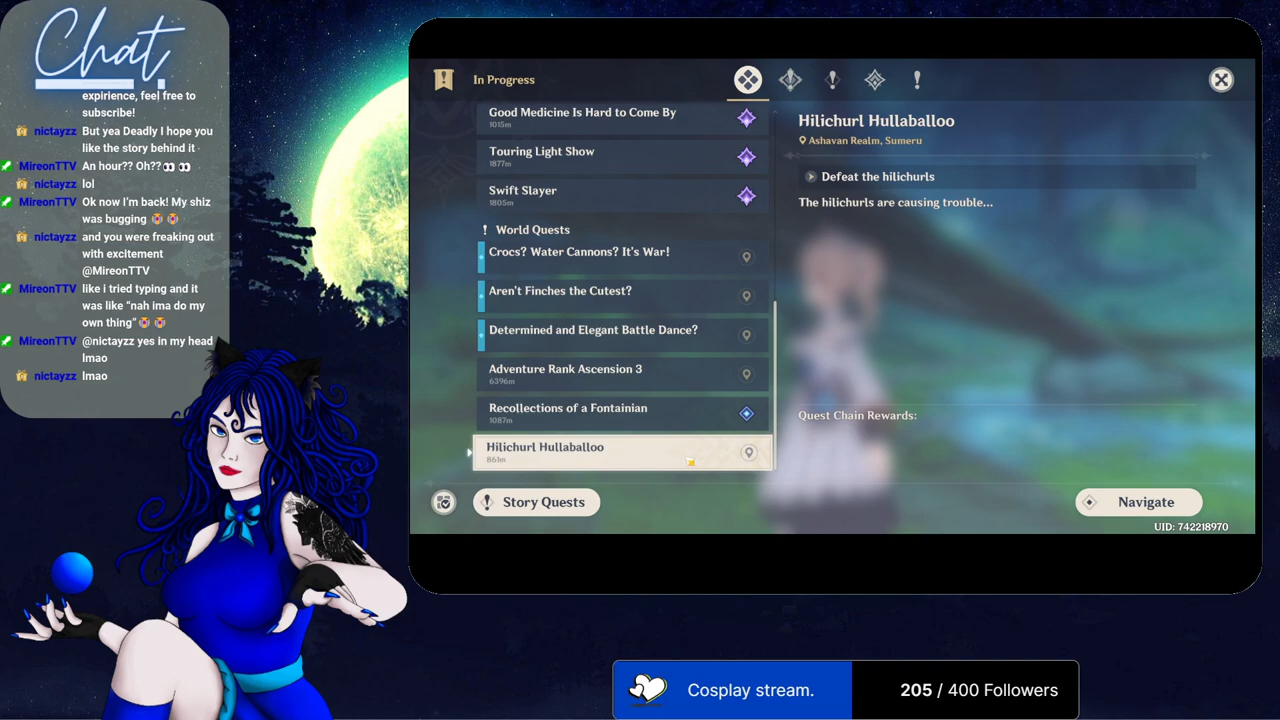 Chat
expirience, feel free to
subscribe!
nictayzz But yea Deadly I hope you
like the story behind it
MireonTTV An hour?? Oh??👀 👀
nictayzz lol
MireonTTV Ok now I'm back! My shiz
was bugging
nictayzz and you were freaking out
with excitement
@MireonTTV
MireonTTV like i tried typing and it
was like "nah ima do my
own thing"
MireonTTV @nictayzz yes in my head
lmao
nictayzz lmao
In Progress
Good Medicine Is Hard to Come By
1015m
Touring Light Show
1877m
Swift Slayer
1805m
World Quests
Crocs? Water Cannons? It's War!
Aren't Finches the Cutest?
Determined and Elegant Battle Dance?
Adventure Rank Ascension 3
6396m
Recollections of a Fontainian
1087m
Hilichurl Hullaballoo
861m
Story Quests
Hilichurl Hullaballoo
Ashavan Realm, Sumeru
Defeat the hilichurls
The hilichurls are causing trouble...
Quest Chain Rewards:
Navigate
UID: 742218970
Cosplay stream.
205 / 400 Followers